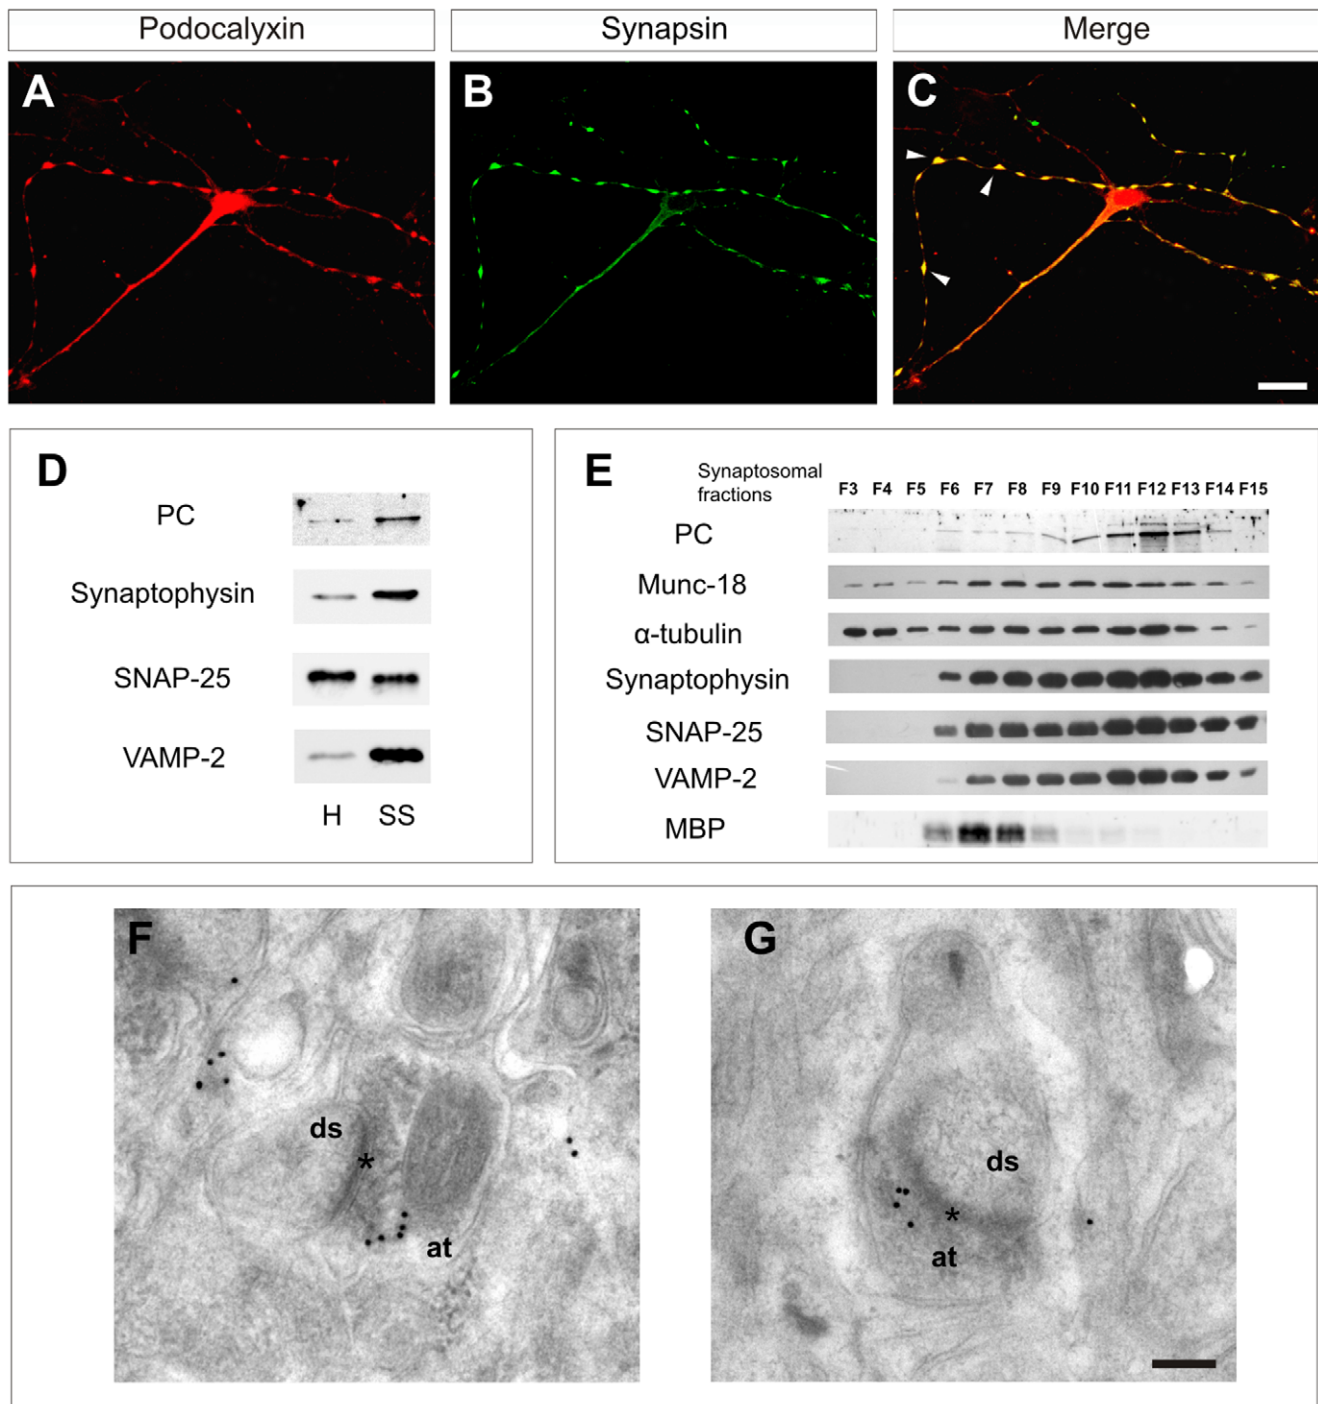 Podocalyxin
Synapsin
Merge
A
B
C
D
PC
Synaptophysin
SNAP-25
VAMP-2
H SS
E
Synaptosomal
fractions
F3 F4 F5 F6 F7 F8 F9 F10 F11 F12 F13 F14 F15
PC
Munc-18
α-tubulin
Synaptophysin
SNAP-25
VAMP-2
MBP
F
ds
*
at
G
ds
*
at